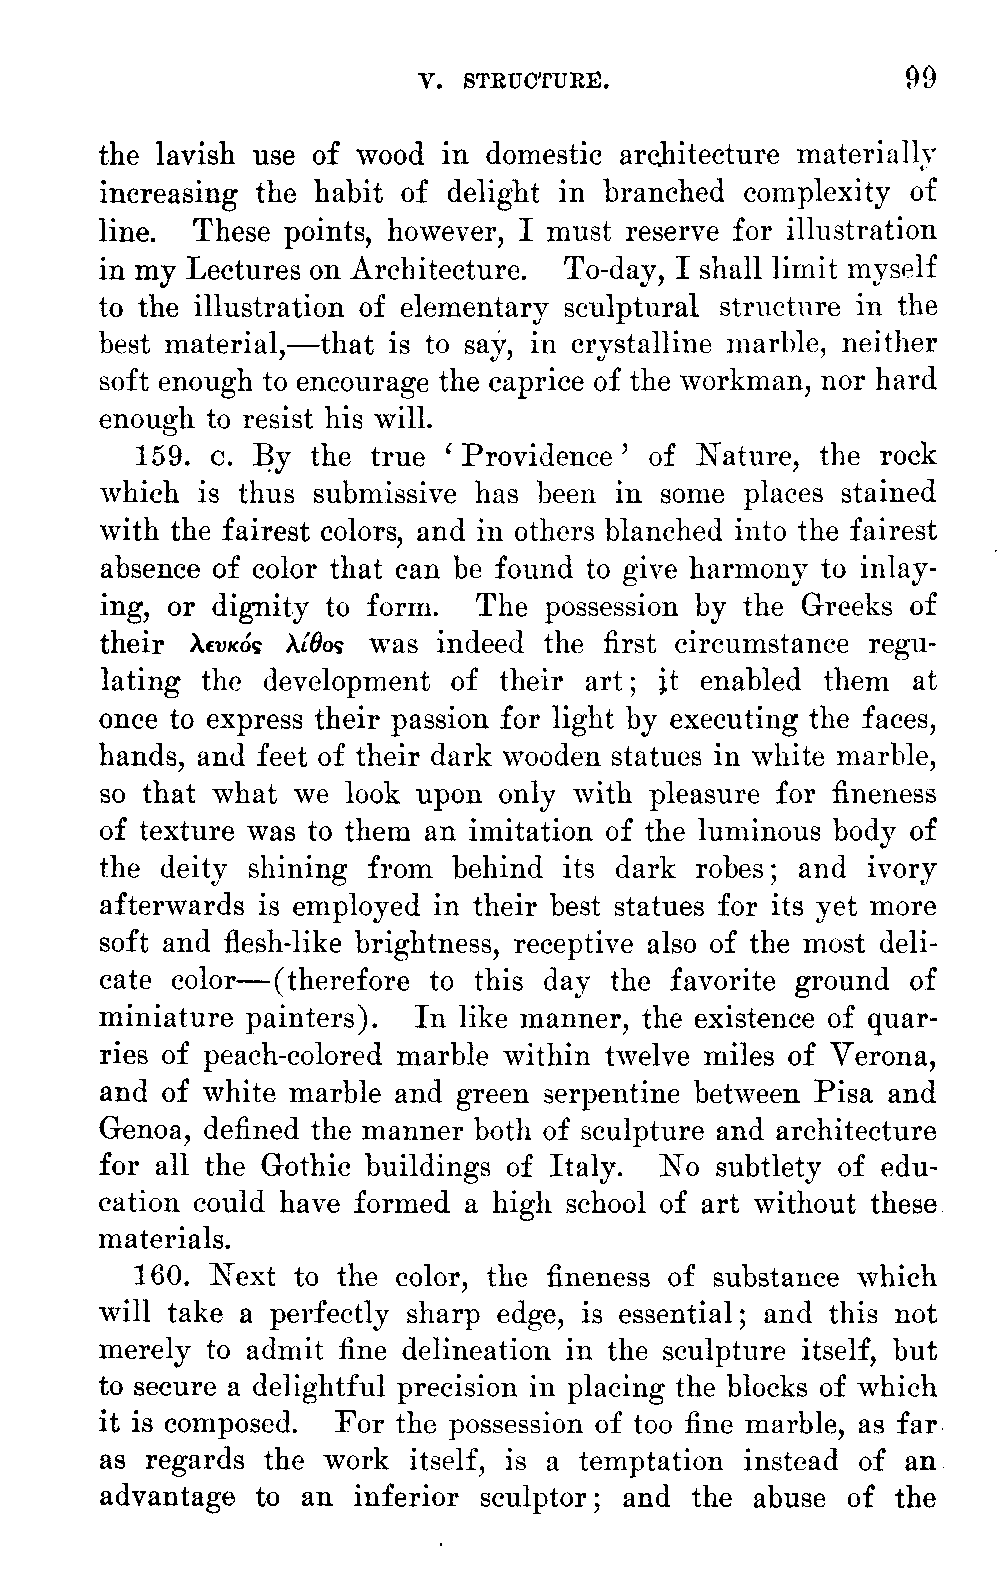 V. STRUCTURE. 99
the lavish use of wood in domestic architecture materially
increasing the habit of delight in branched complexity of
line. These points, however, I must reserve for illustration
in my Lectures on Architecture. To-day, I shall limit myself
to the illustration of elementary sculptural structure in the
best material,—that is to say, in crystalline marble, neither
soft enough to encourage the caprice of the workman, nor hard
enough to resist his will.
159. C. By the true ‘Providence’ of Nature, the rock
which is thus submissive has been in some places stained
with the fairest colors, and in others blanched into the fairest
absence of color that can be found to give harmony to inlay-
ing, or dignity to form. The possession by the Greeks of
their λευκός λίθος was indeed the first circumstance regu-
lating the development of their art; it enabled them at
once to express their passion for light by executing the faces,
hands, and feet of their dark wooden statues in white marble,
so that what we look upon only with pleasure for fineness
of texture was to them an imitation of the luminous body of
the deity shining from behind its dark robes; and ivory
afterwards is employed in their best statues for its yet more
soft and flesh-like brightness, receptive also of the most deli-
cate color—(therefore to this day the favorite ground of
miniature painters). In like manner, the existence of quar-
ries of peach-colored marble within twelve miles of Verona,
and of white marble and green serpentine between Pisa and
Genoa, defined the manner both of sculpture and architecture
for all the Gothic buildings of Italy. No subtlety of edu-
cation could have formed a high school of art without these
materials.
160. Next to the color, the fineness of substance which
will take a perfectly sharp edge, is essential; and this not
merely to admit fine delineation in the sculpture itself, but
to secure a delightful precision in placing the blocks of which
it is composed. For the possession of too fine marble, as far
as regards the work itself, is a temptation instead of an
advantage to an inferior sculptor; and the abuse of the